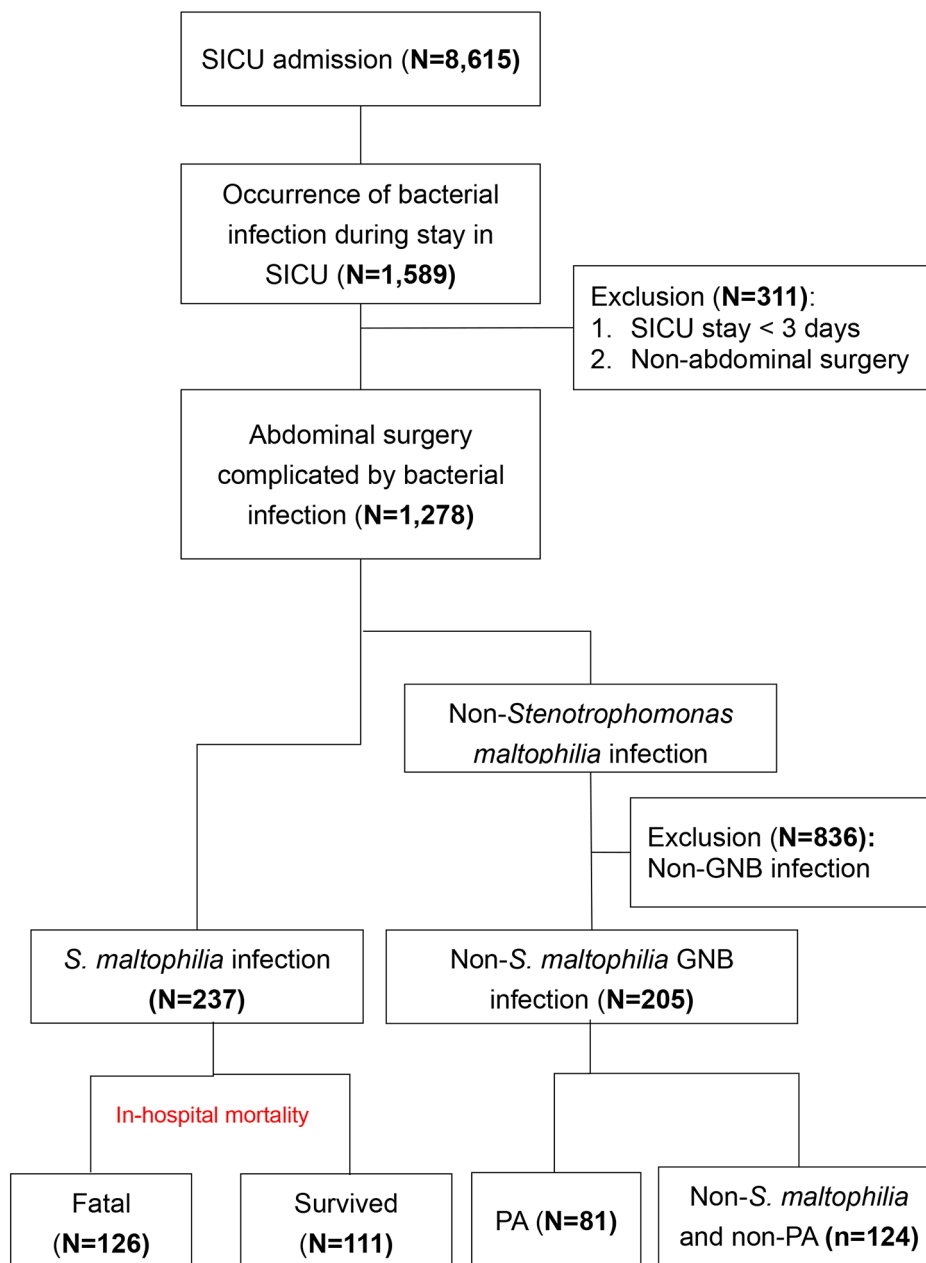 SICU admission (N=8,615)
Occurrence of bacterial
infection during stay in
SICU (N=1,589)
Exclusion (N=311):
1. SICU stay < 3 days
2. Non-abdominal surgery
Abdominal surgery
complicated by bacterial
infection (N=1,278)
Non-Stenotrophomonas
maltophilia infection
Exclusion (N=836):
Non-GNB infection
S. maltophilia infection
(N=237)
Non-S. maltophilia GNB
infection (N=205)
In-hospital mortality
Fatal
(N=126)
Survived
(N=111)
PA (N=81)
Non-S. maltophilia
and non-PA (n=124)